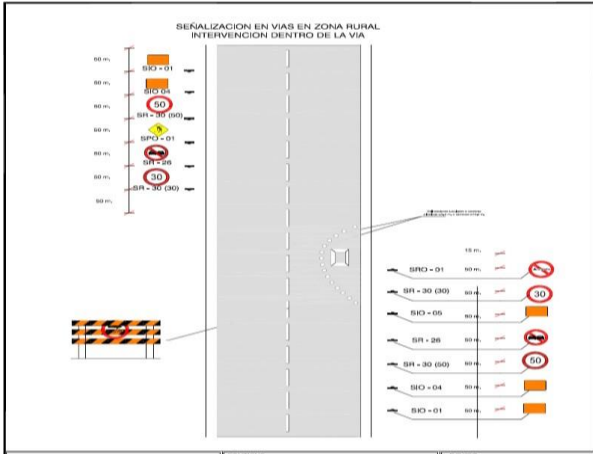 SEÑALIZACION EN VIAS EN ZONA RURAL
INTERVENCION DENTRO DE LA VIA
50 m.
SIO - 01
50 m.
SIO 04
50 m.
50
SR - 30 (50)
50 m.
SPO - 01
50 m.
SR - 26
50 m.
30
SR - 30 (30)
50 m.
15 m.
SRO - 01
50 m.
SR - 30 (30)
50 m.
30
SIO - 05
50 m.
SR - 26
50 m.
SR - 30 (50)
50 m.
50
SIO - 04
50 m.
SIO - 01
50 m.